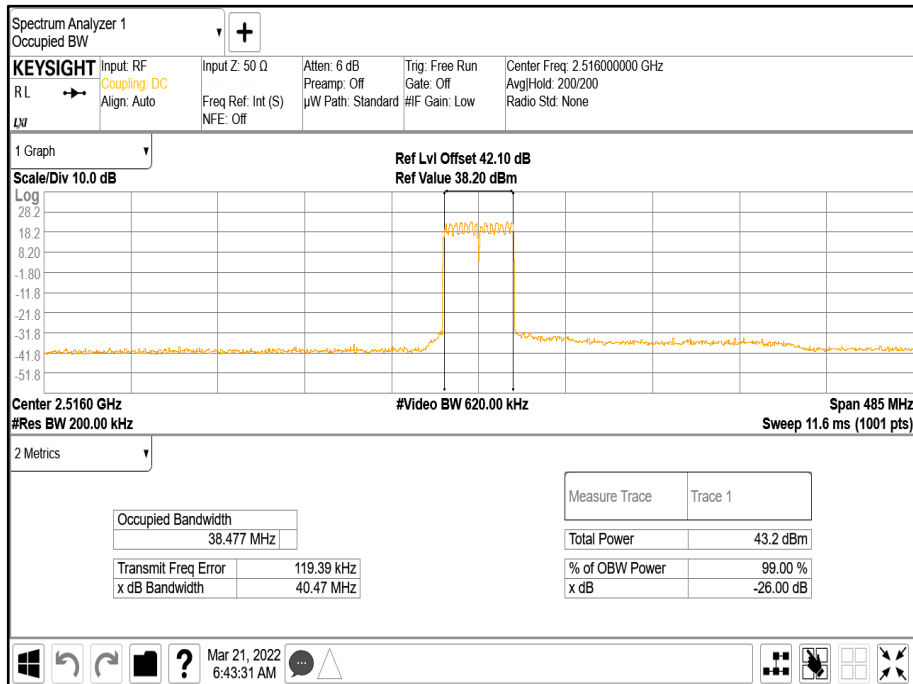 Spectrum Analyzer 1
Occupied BW
KEYSIGHT
RL
LXI
Input: RF
Coupling: DC
Align: Auto
Input Z: 50 Ω
Freq Ref: Int (S)
NFE: Off
Atten: 6 dB
Preamp: Off
µW Path: Standard
Trig: Free Run
Gate: Off
#IF Gain: Low
Center Freq: 2.516000000 GHz
Avg|Hold: 200/200
Radio Std: None
1 Graph
Ref Lvl Offset 42.10 dB
Scale/Div 10.0 dB
Ref Value 38.20 dBm
Log
28.2
18.2
8.20
-1.80
-11.8
-21.8
-31.8
-41.8
-51.8
Center 2.5160 GHz
#Video BW 620.00 kHz
Span 485 MHz
#Res BW 200.00 kHz
Sweep 11.6 ms (1001 pts)
2 Metrics
Measure Trace Trace 1
Occupied Bandwidth
38.477 MHz
Total Power 43.2 dBm
Transmit Freq Error 119.39 kHz
% of OBW Power 99.00 %
x dB Bandwidth 40.47 MHz
x dB -26.00 dB
?
Mar 21, 2022
6:43:31 AM